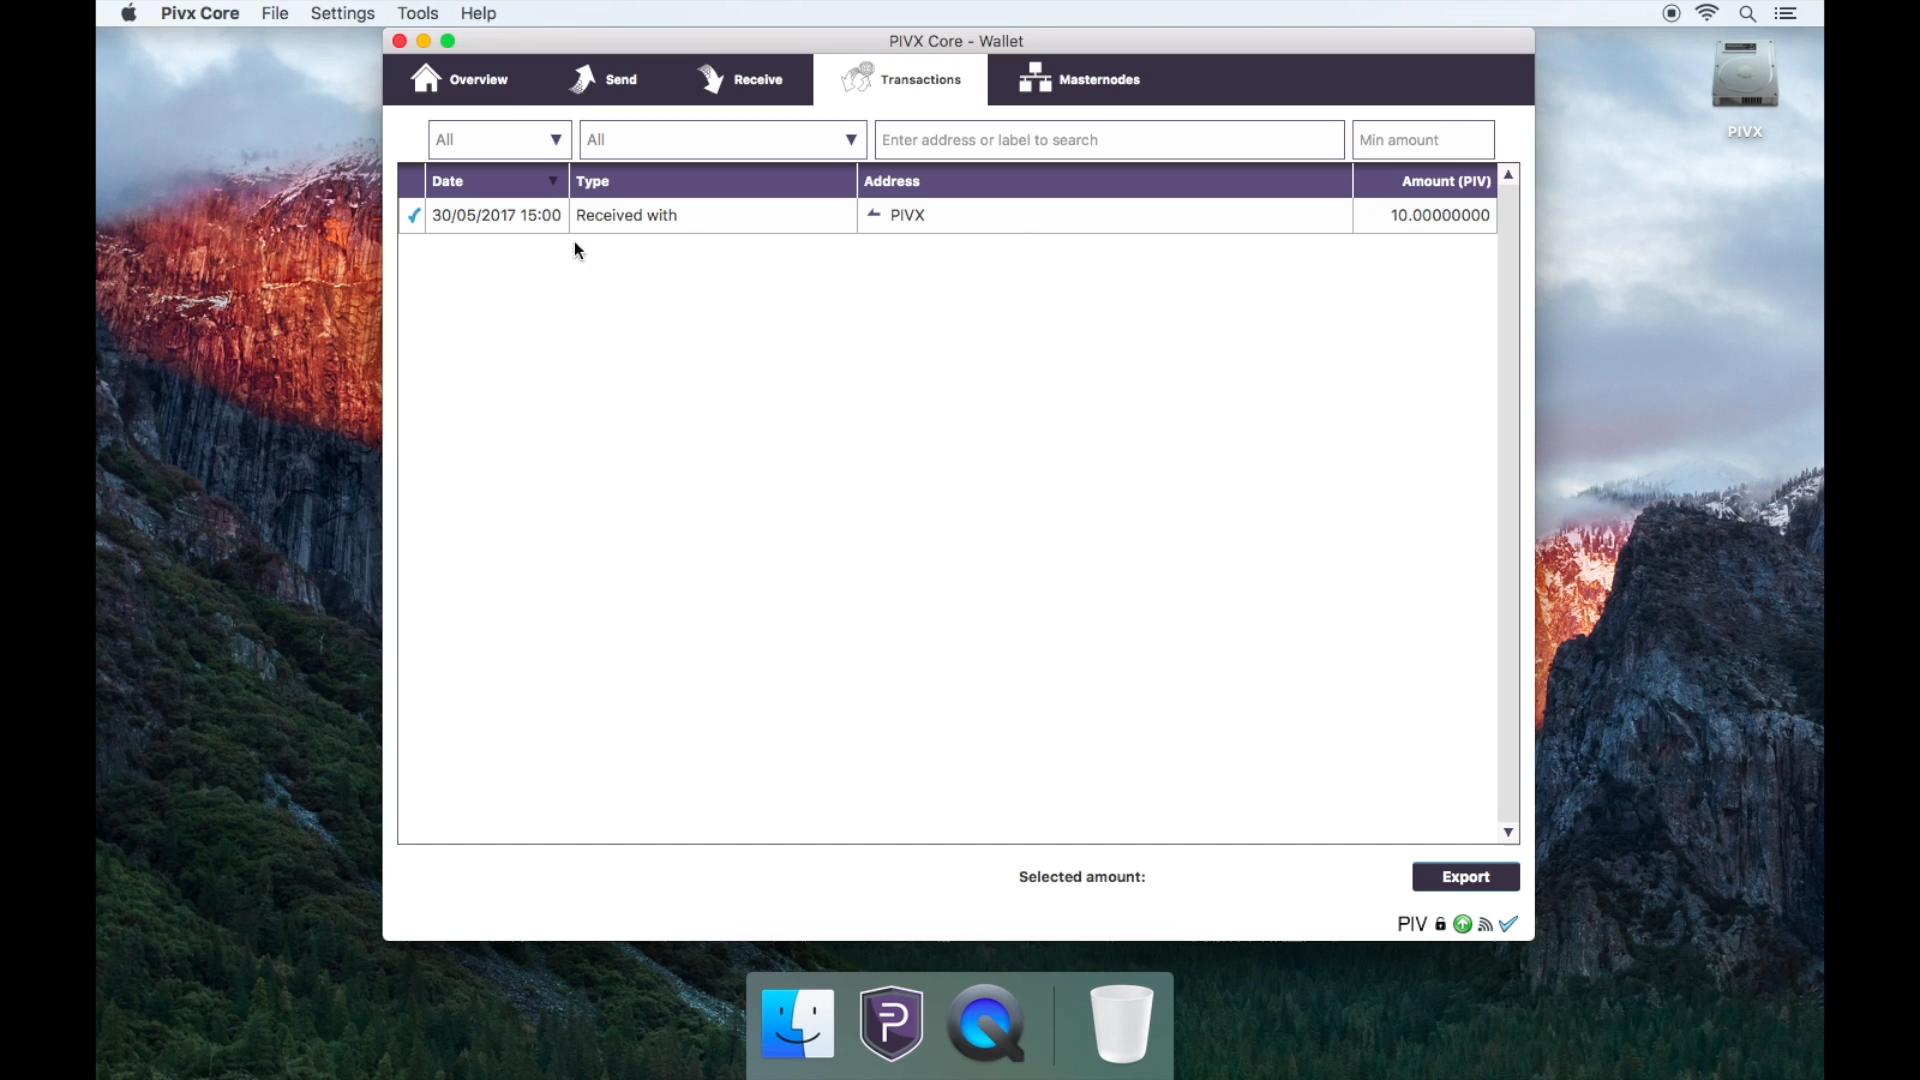 Pivx Core File Settings Tools Help
PIVX Core - Wallet
Overview Send Receive Transactions Masternodes
PIVX
All All Enter address or label to search Min amount
Date Type Address Amount (PIV)
30/05/2017 15:00 Received with PIVX 10.00000000
Selected amount: Export
PIV